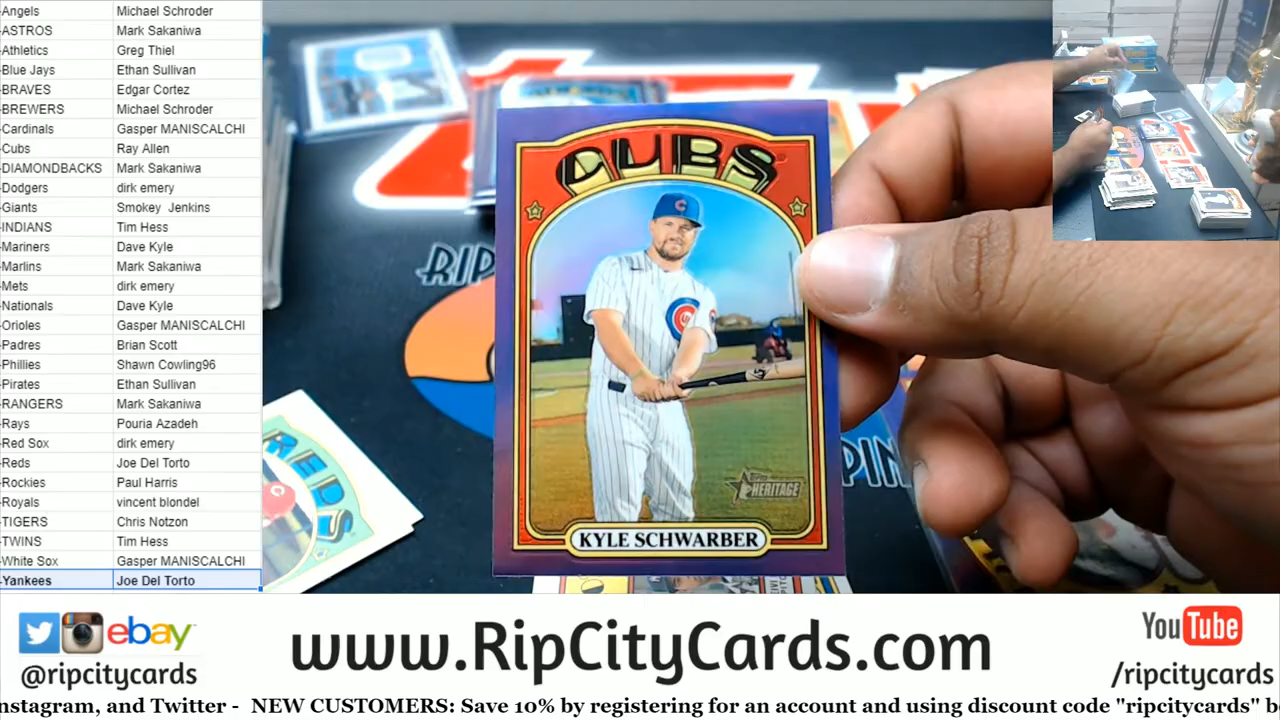 -Angels Michael Schroder
-ASTROS Mark Sakaniwa
-Athletics Greg Thiel
-Blue Jays Ethan Sullivan
-BRAVES Edgar Cortez
-BREWERS Michael Schroder
-Cardinals Gasper MANISCALCHI
-Cubs Ray Allen
-DIAMONDBACKS Mark Sakaniwa
-Dodgers dirk emery
-Giants Smokey Jenkins
-INDIANS Tim Hess
-Mariners Dave Kyle
-Marlins Mark Sakaniwa
-Mets dirk emery
-Nationals Dave Kyle
-Orioles Gasper MANISCALCHI
-Padres Brian Scott
-Phillies Shawn Cowling96
-Pirates Ethan Sullivan
-RANGERS Mark Sakaniwa
-Rays Pouria Azadeh
-Red Sox dirk emery
-Reds Joe Del Torto
-Rockies Paul Harris
-Royals vincent blondel
-TIGERS Chris Notzon
-TWINS Tim Hess
-White Sox Gasper MANISCALCHI
-Yankees Joe Del Torto
CUBS
RIP
PIN
REDS
TOPPS
HERITAGE
KYLE SCHWARBER
ebay
@ripcitycards
www.RipCityCards.com
YouTube
/ripcitycards
nstagram, and Twitter - NEW CUSTOMERS: Save 10% by registering for an account and using discount code "ripcitycards" b